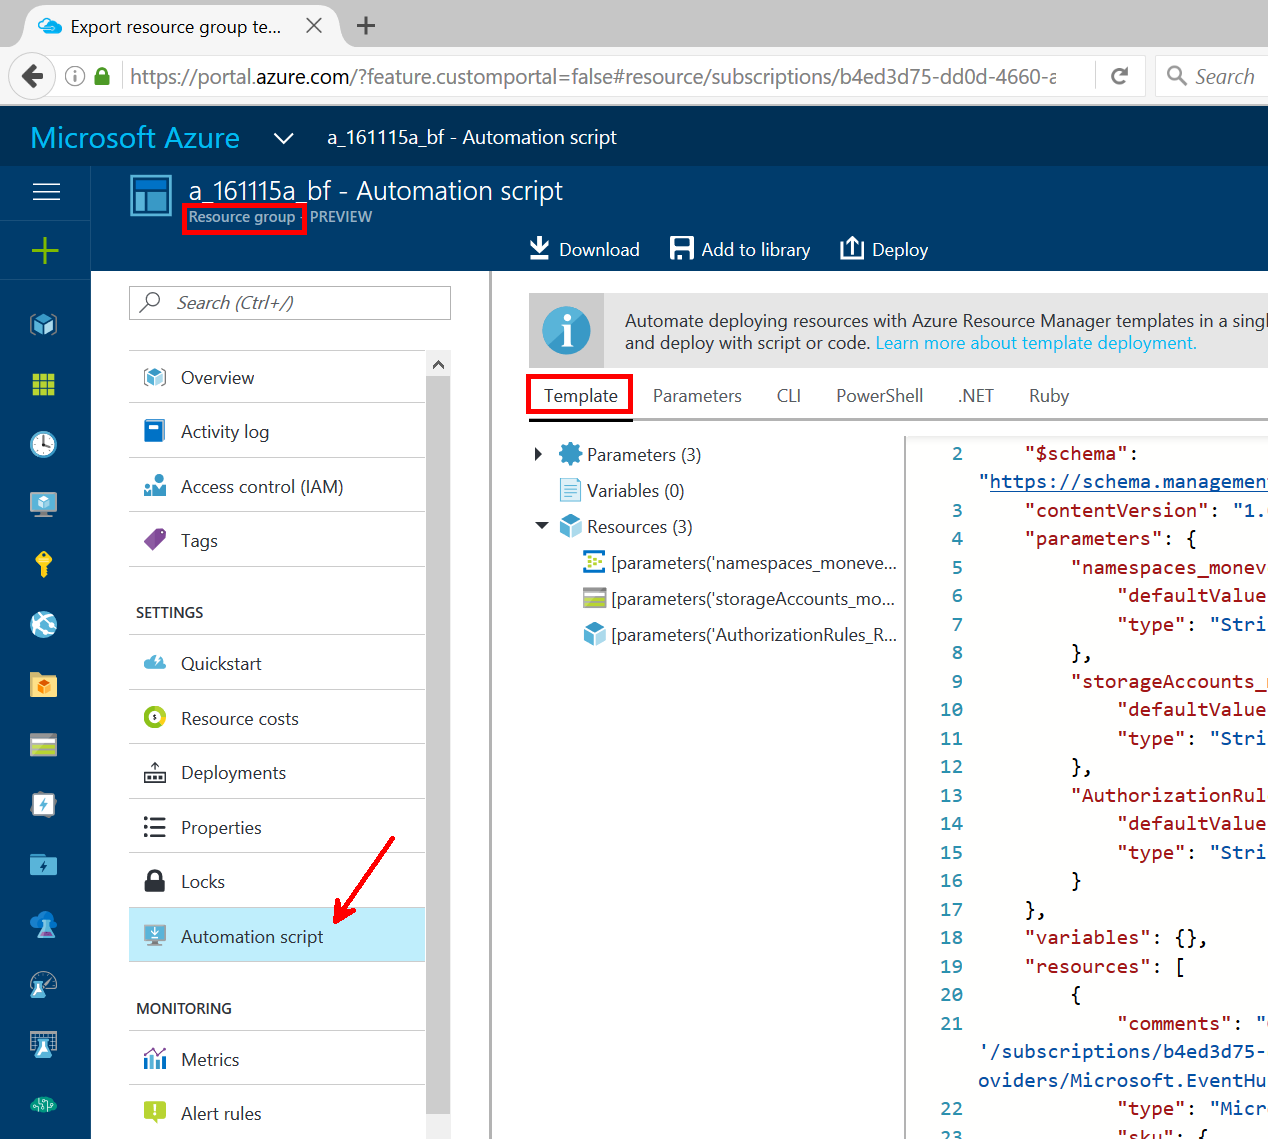 Export resource group te...
https://portal.azure.com/?feature.customportal=false#resource/subscriptions/b4ed3d75-dd0d-4660-a
Search
Microsoft Azure
a_161115a_bf - Automation script
a_161115a_bf - Automation script
Resource group - PREVIEW
Download
Add to library
Deploy
Search (Ctrl+/)
Overview
Activity log
Access control (IAM)
Tags
SETTINGS
Quickstart
Resource costs
Deployments
Properties
Locks
Automation script
MONITORING
Metrics
Alert rules
Automate deploying resources with Azure Resource Manager templates in a singl
and deploy with script or code. Learn more about template deployment.
Template Parameters CLI PowerShell .NET Ruby
Parameters (3)
Variables (0)
Resources (3)
[parameters('namespaces_moneve...
[parameters('storageAccounts_mo...
[parameters('AuthorizationRules_R...
2 "$schema":
"https://schema.management
3 "contentVersion": "1.
4 "parameters": {
5 "namespaces_monev
6 "defaultValue
7 "type": "Stri
8 },
9 "storageAccounts_
10 "defaultValue
11 "type": "Stri
12 },
13 "AuthorizationRul
14 "defaultValue
15 "type": "Stri
16 }
17 },
18 "variables": {},
19 "resources": [
20 {
21 "comments": "
'/subscriptions/b4ed3d75-
oviders/Microsoft.EventHu
22 "type": "Micr
23 "sku": {